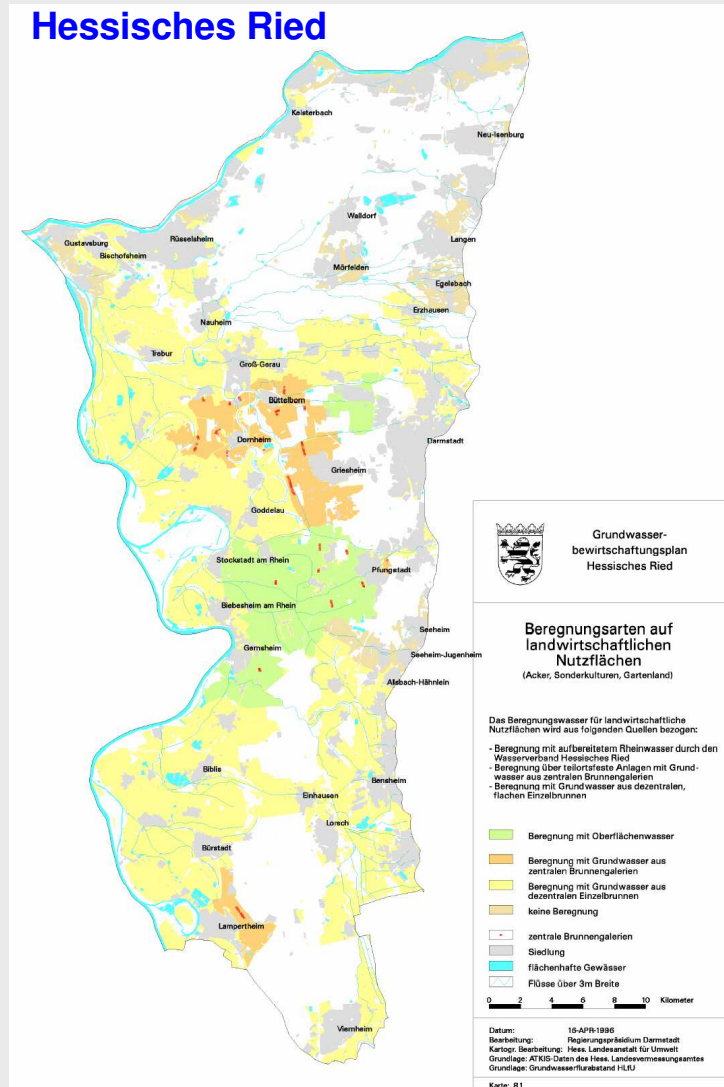 Hessisches Ried
Kelsterbach
Neu-Isenburg
Walldorf
Gustavsburg
Rüsselsheim
Langen
Bischofsheim
Mörfelden
Egelsbach
Erzhausen
Nauheim
Trebur
Groß-Gerau
Büttelborn
Dornheim
Darmstadt
Griesheim
Goddelau
Stockstadt am Rhein
Pfungstadt
Biebesheim am Rhein
Seeheim
Gernsheim
Seeheim-Jugenheim
Alsbach-Hähnlein
Biblis
Bensheim
Einhausen
Lorsch
Bürstadt
Lampertheim
Viernheim
Grundwasser-
bewirtschaftungsplan
Hessisches Ried
Beregnungsarten auf
landwirtschaftlichen
Nutzflächen
(Acker, Sonderkulturen, Gartenland)
Das Beregnungswasser für landwirtschaftliche
Nutzflächen wird aus folgenden Quellen bezogen:
- Beregnung mit aufbereitetem Rheinwasser durch den
Wasserverband Hessisches Ried
- Beregnung über teilortsfeste Anlagen mit Grund-
wasser aus zentralen Brunnengalerien
- Beregnung mit Grundwasser aus dezentralen,
flachen Einzelbrunnen
Beregnung mit Oberflächenwasser
Beregnung mit Grundwasser aus
zentralen Brunnengalerien
Beregnung mit Grundwasser aus
dezentralen Einzelbrunnen
keine Beregnung
zentrale Brunnengalerien
Siedlung
flächenhafte Gewässer
Flüsse über 3m Breite
0 2 4 6 8 10 Kilometer
Datum: 16-APR-1996
Bearbeitung: Regierungspräsidium Darmstadt
Kartogr. Bearbeitung: Hess. Landesanstalt für Umwelt
Grundlage: ATKIS-Daten des Hess. Landesvermessungsamtes
Grundlage: Grundwasserflurabstand HLfU
Karte: 8.1